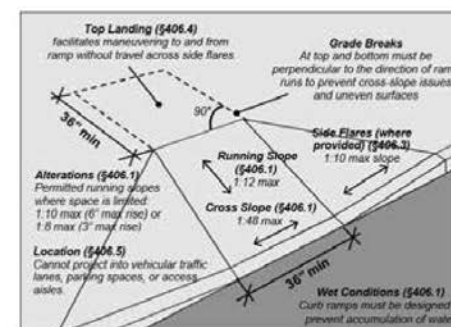 Top Landing (§406.4)
facilitates maneuvering to and from
ramp without travel across side flares
Grade Breaks
At top and bottom must be
perpendicular to the direction of ram
runs to prevent cross-slope issues
and uneven surfaces
90°
36" min
Side Flares (where
provided) (§406.3)
1:10 max slope
Running Slope
(§406.1)
1:12 max
Alterations (§406.1)
Permitted running slopes
where space is limited:
1:10 max (6" max rise) or
1:8 max (3" max rise)
Cross Slope (§406.1)
1:48 max
Location (§406.5)
Cannot project into vehicular traffic
lanes, parking spaces, or access
aisles.
36" min
Wet Conditions (§406.1)
Curb ramps must be designed
prevent accumulation of wate